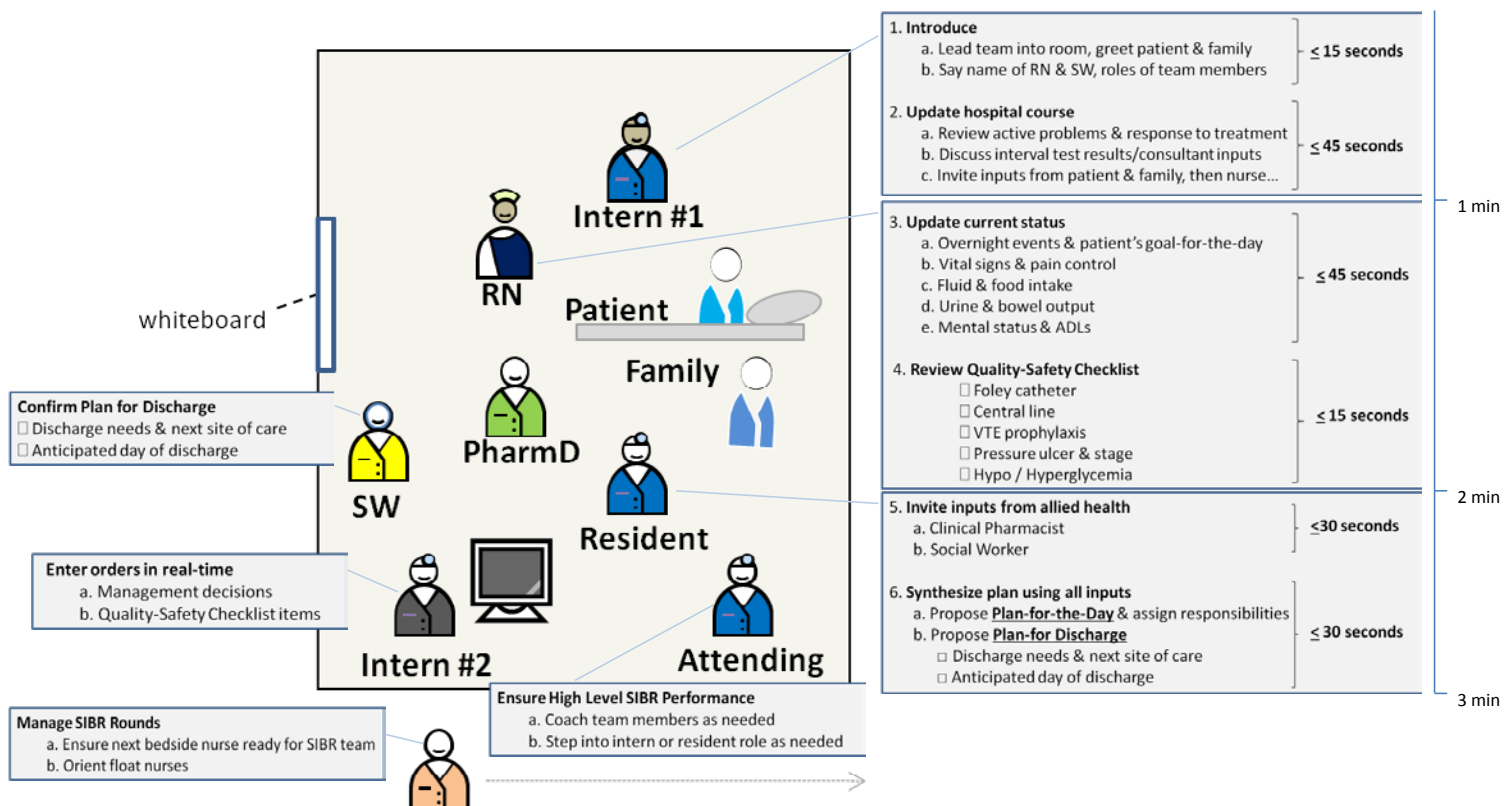 1. Introduce
a. Lead team into room, greet patient & family
b. Say name of RN & SW, roles of team members
≤ 15 seconds
2. Update hospital course
a. Review active problems & response to treatment
b. Discuss interval test results/consultant inputs
c. Invite inputs from patient & family, then nurse...
≤ 45 seconds
1 min
3. Update current status
a. Overnight events & patient's goal-for-the-day
b. Vital signs & pain control
c. Fluid & food intake
d. Urine & bowel output
e. Mental status & ADLs
≤ 45 seconds
4. Review Quality-Safety Checklist
☐ Foley catheter
☐ Central line
☐ VTE prophylaxis
☐ Pressure ulcer & stage
☐ Hypo / Hyperglycemia
≤ 15 seconds
2 min
5. Invite inputs from allied health
a. Clinical Pharmacist
b. Social Worker
≤30 seconds
6. Synthesize plan using all inputs
a. Propose Plan-for-the-Day & assign responsibilities
b. Propose Plan-for Discharge
☐ Discharge needs & next site of care
☐ Anticipated day of discharge
≤ 30 seconds
3 min
Intern #1
RN
Patient
whiteboard
Family
PharmD
Confirm Plan for Discharge
☐ Discharge needs & next site of care
☐ Anticipated day of discharge
SW
Resident
Enter orders in real-time
a. Management decisions
b. Quality-Safety Checklist items
Intern #2
Attending
Ensure High Level SIBR Performance
a. Coach team members as needed
b. Step into intern or resident role as needed
Manage SIBR Rounds
a. Ensure next bedside nurse ready for SIBR team
b. Orient float nurses